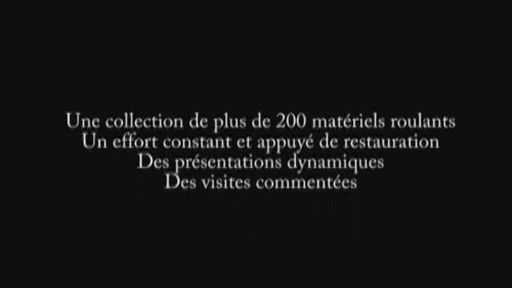 Une collection de plus de 200 matériels roulants
Un effort constant et appuyé de restauration
Des présentations dynamiques
Des visites commentées